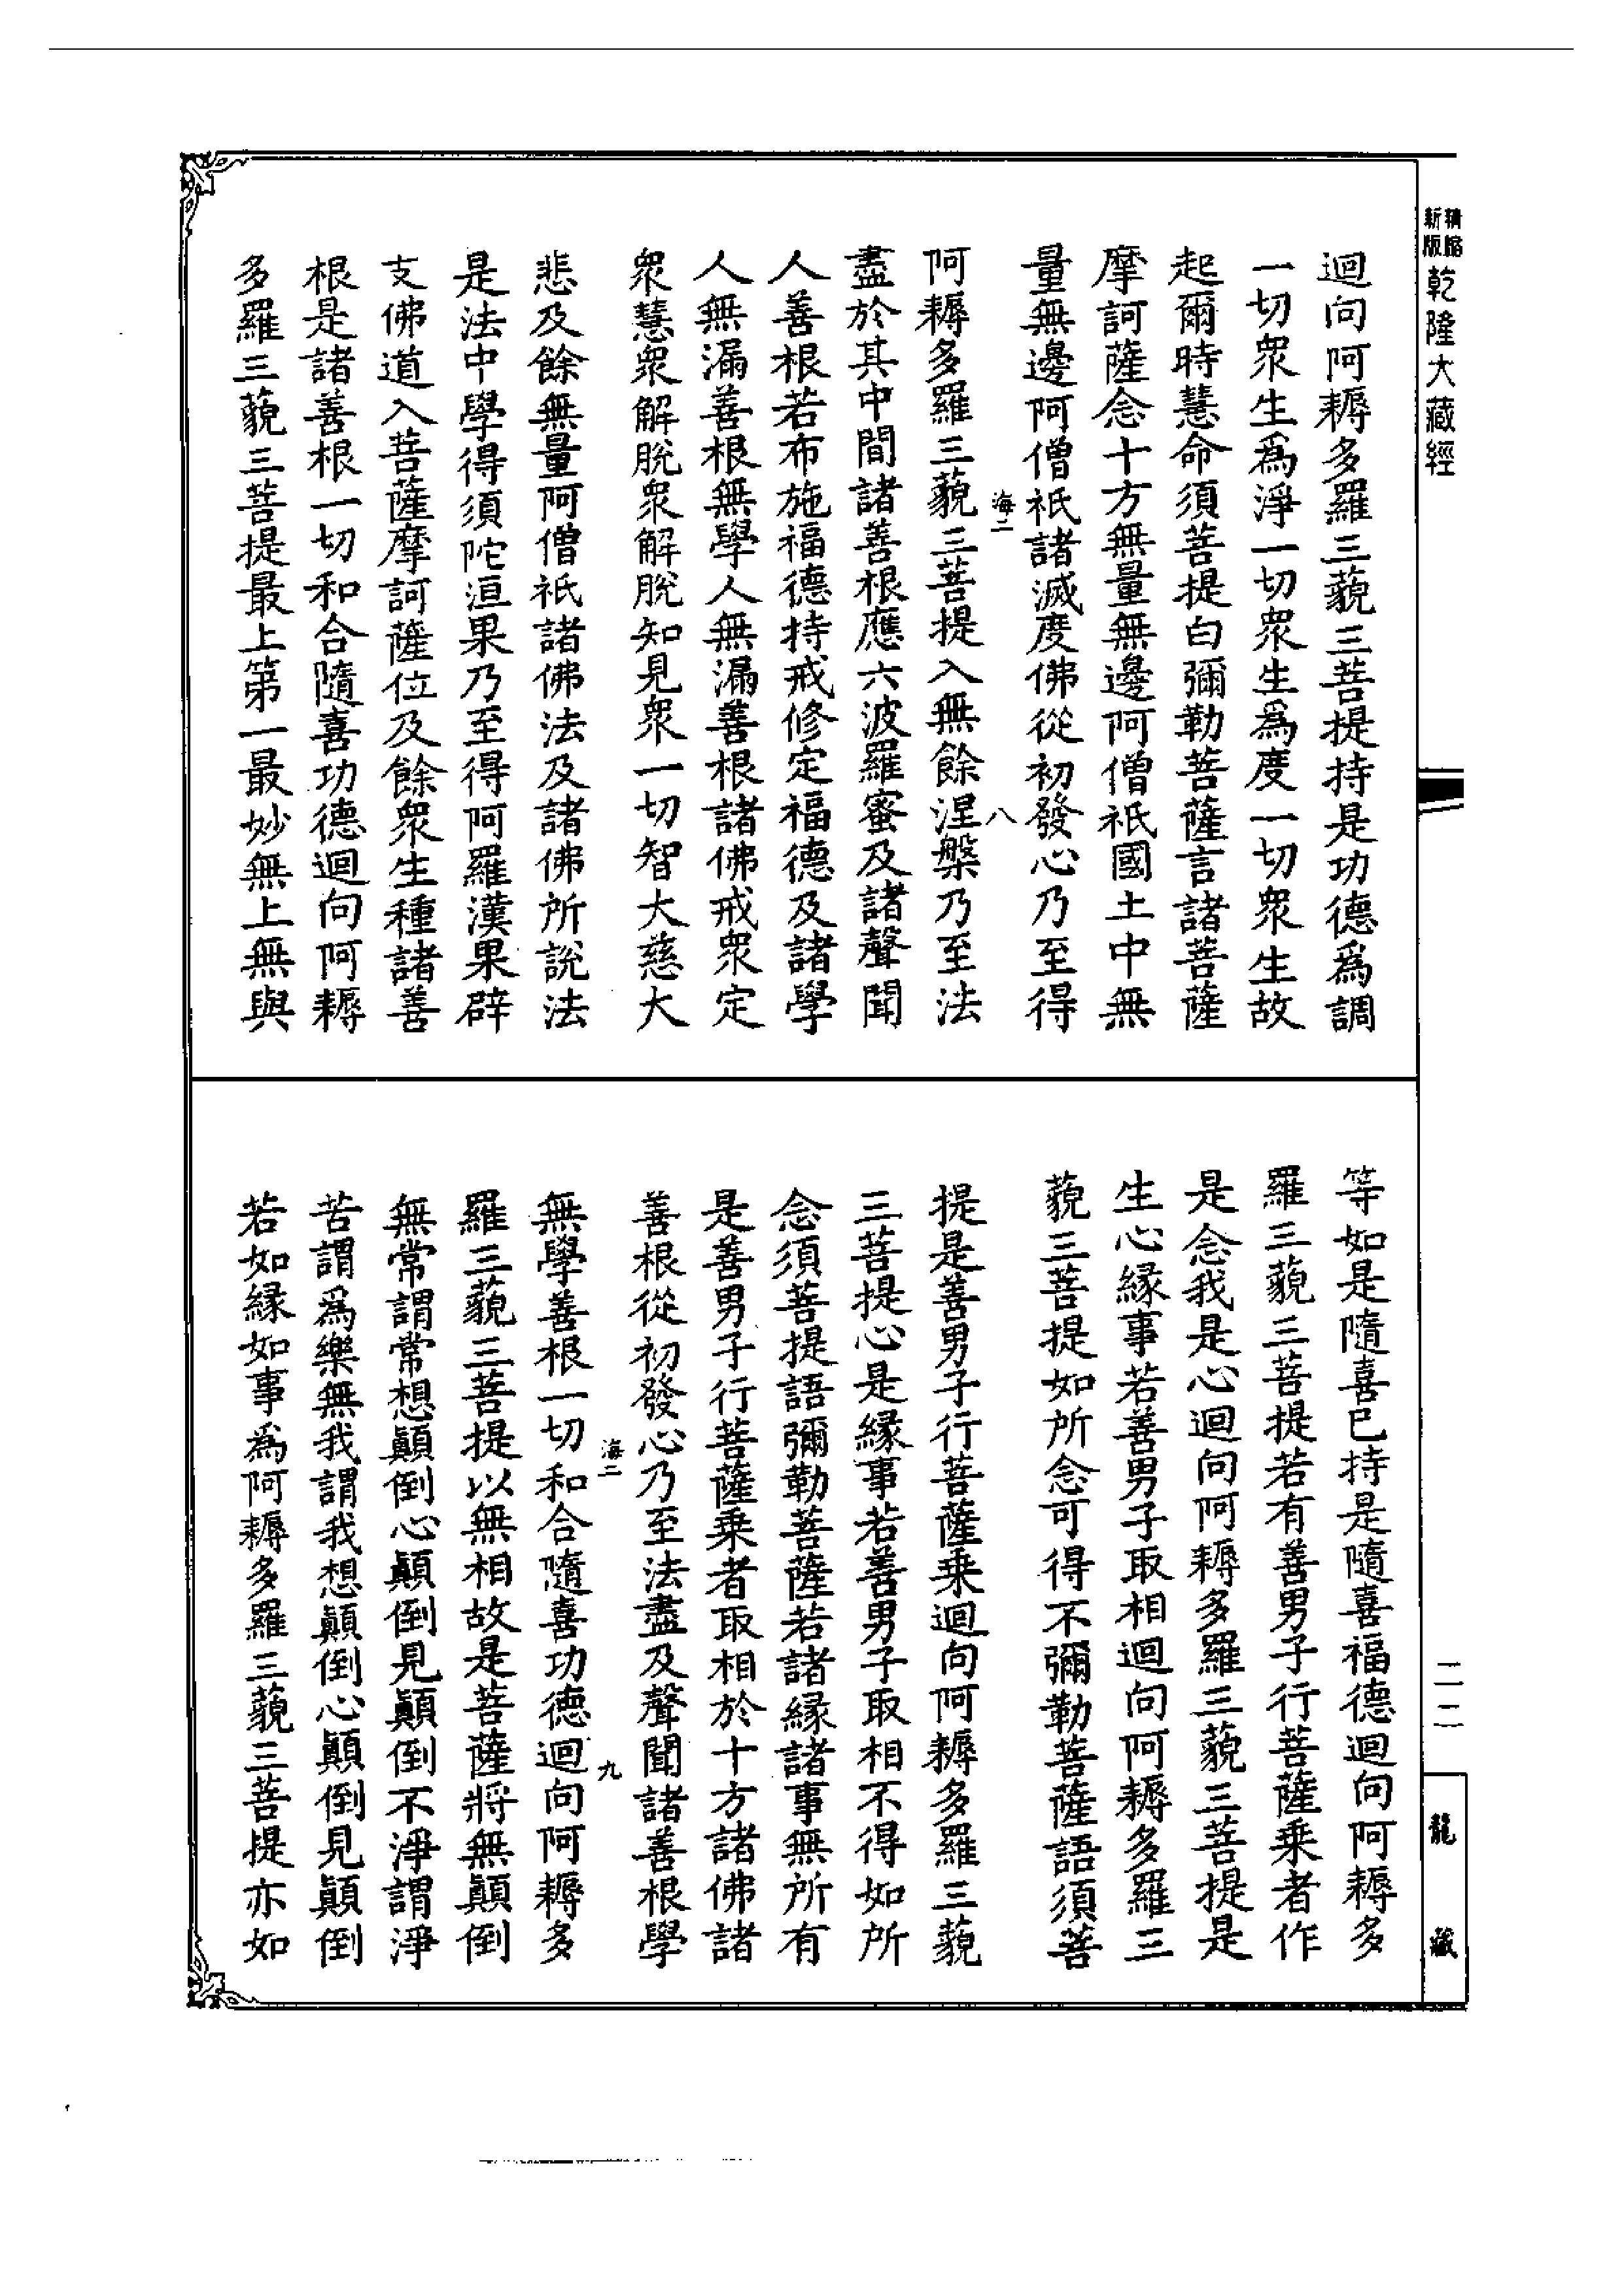 精縮新版
乾隆大藏經
迴向阿耨多羅三藐三菩提持是功德爲調
一切衆生爲淨一切衆生爲度一切衆生故
起爾時慧命須菩提白彌勒菩薩言諸菩薩
摩訶薩念十方無量無邊阿僧祇國土中無
量無邊阿僧祇諸滅度佛從初發心乃至得
海二
八
阿耨多羅三藐三菩提入無餘涅槃乃至法
盡於其中間諸善根應六波羅蜜及諸聲聞
人善根若布施福德持戒修定福德及諸學
人無漏善根無學人無漏善根諸佛戒衆定
衆慧衆解脫衆解脫知見衆一切智大慈大
悲及餘無量阿僧祇諸佛法及諸佛所說法
是法中學得須陀洹果乃至得阿羅漢果辟
支佛道入菩薩摩訶薩位及餘衆生種諸善
根是諸善根一切和合隨喜功德迴向阿耨
多羅三藐三菩提最上第一最妙無上無與
等如是隨喜已持是隨喜福德迴向阿耨多
羅三藐三菩提若有善男子行菩薩乘者作
是念我是心迴向阿耨多羅三藐三菩提是
生心緣事若善男子取相迴向阿耨多羅三
藐三菩提如所念可得不彌勒菩薩語須菩
提是善男子行菩薩乘迴向阿耨多羅三藐
三菩提心是緣事若善男子取相不得如所
念須菩提語彌勒菩薩若諸緣諸事無所有
是善男子行菩薩乘者取相於十方諸佛諸
善根從初發心乃至法盡及聲聞諸善根學
海二
九
無學善根一切和合隨喜功德迴向阿耨多
羅三藐三菩提以無相故是菩薩將無顛倒
無常謂常想顛倒心顛倒見顛倒不淨謂淨
苦謂爲樂無我謂我想顛倒心顛倒見顛倒
若如緣如事爲阿耨多羅三藐三菩提亦如
二二
龍藏